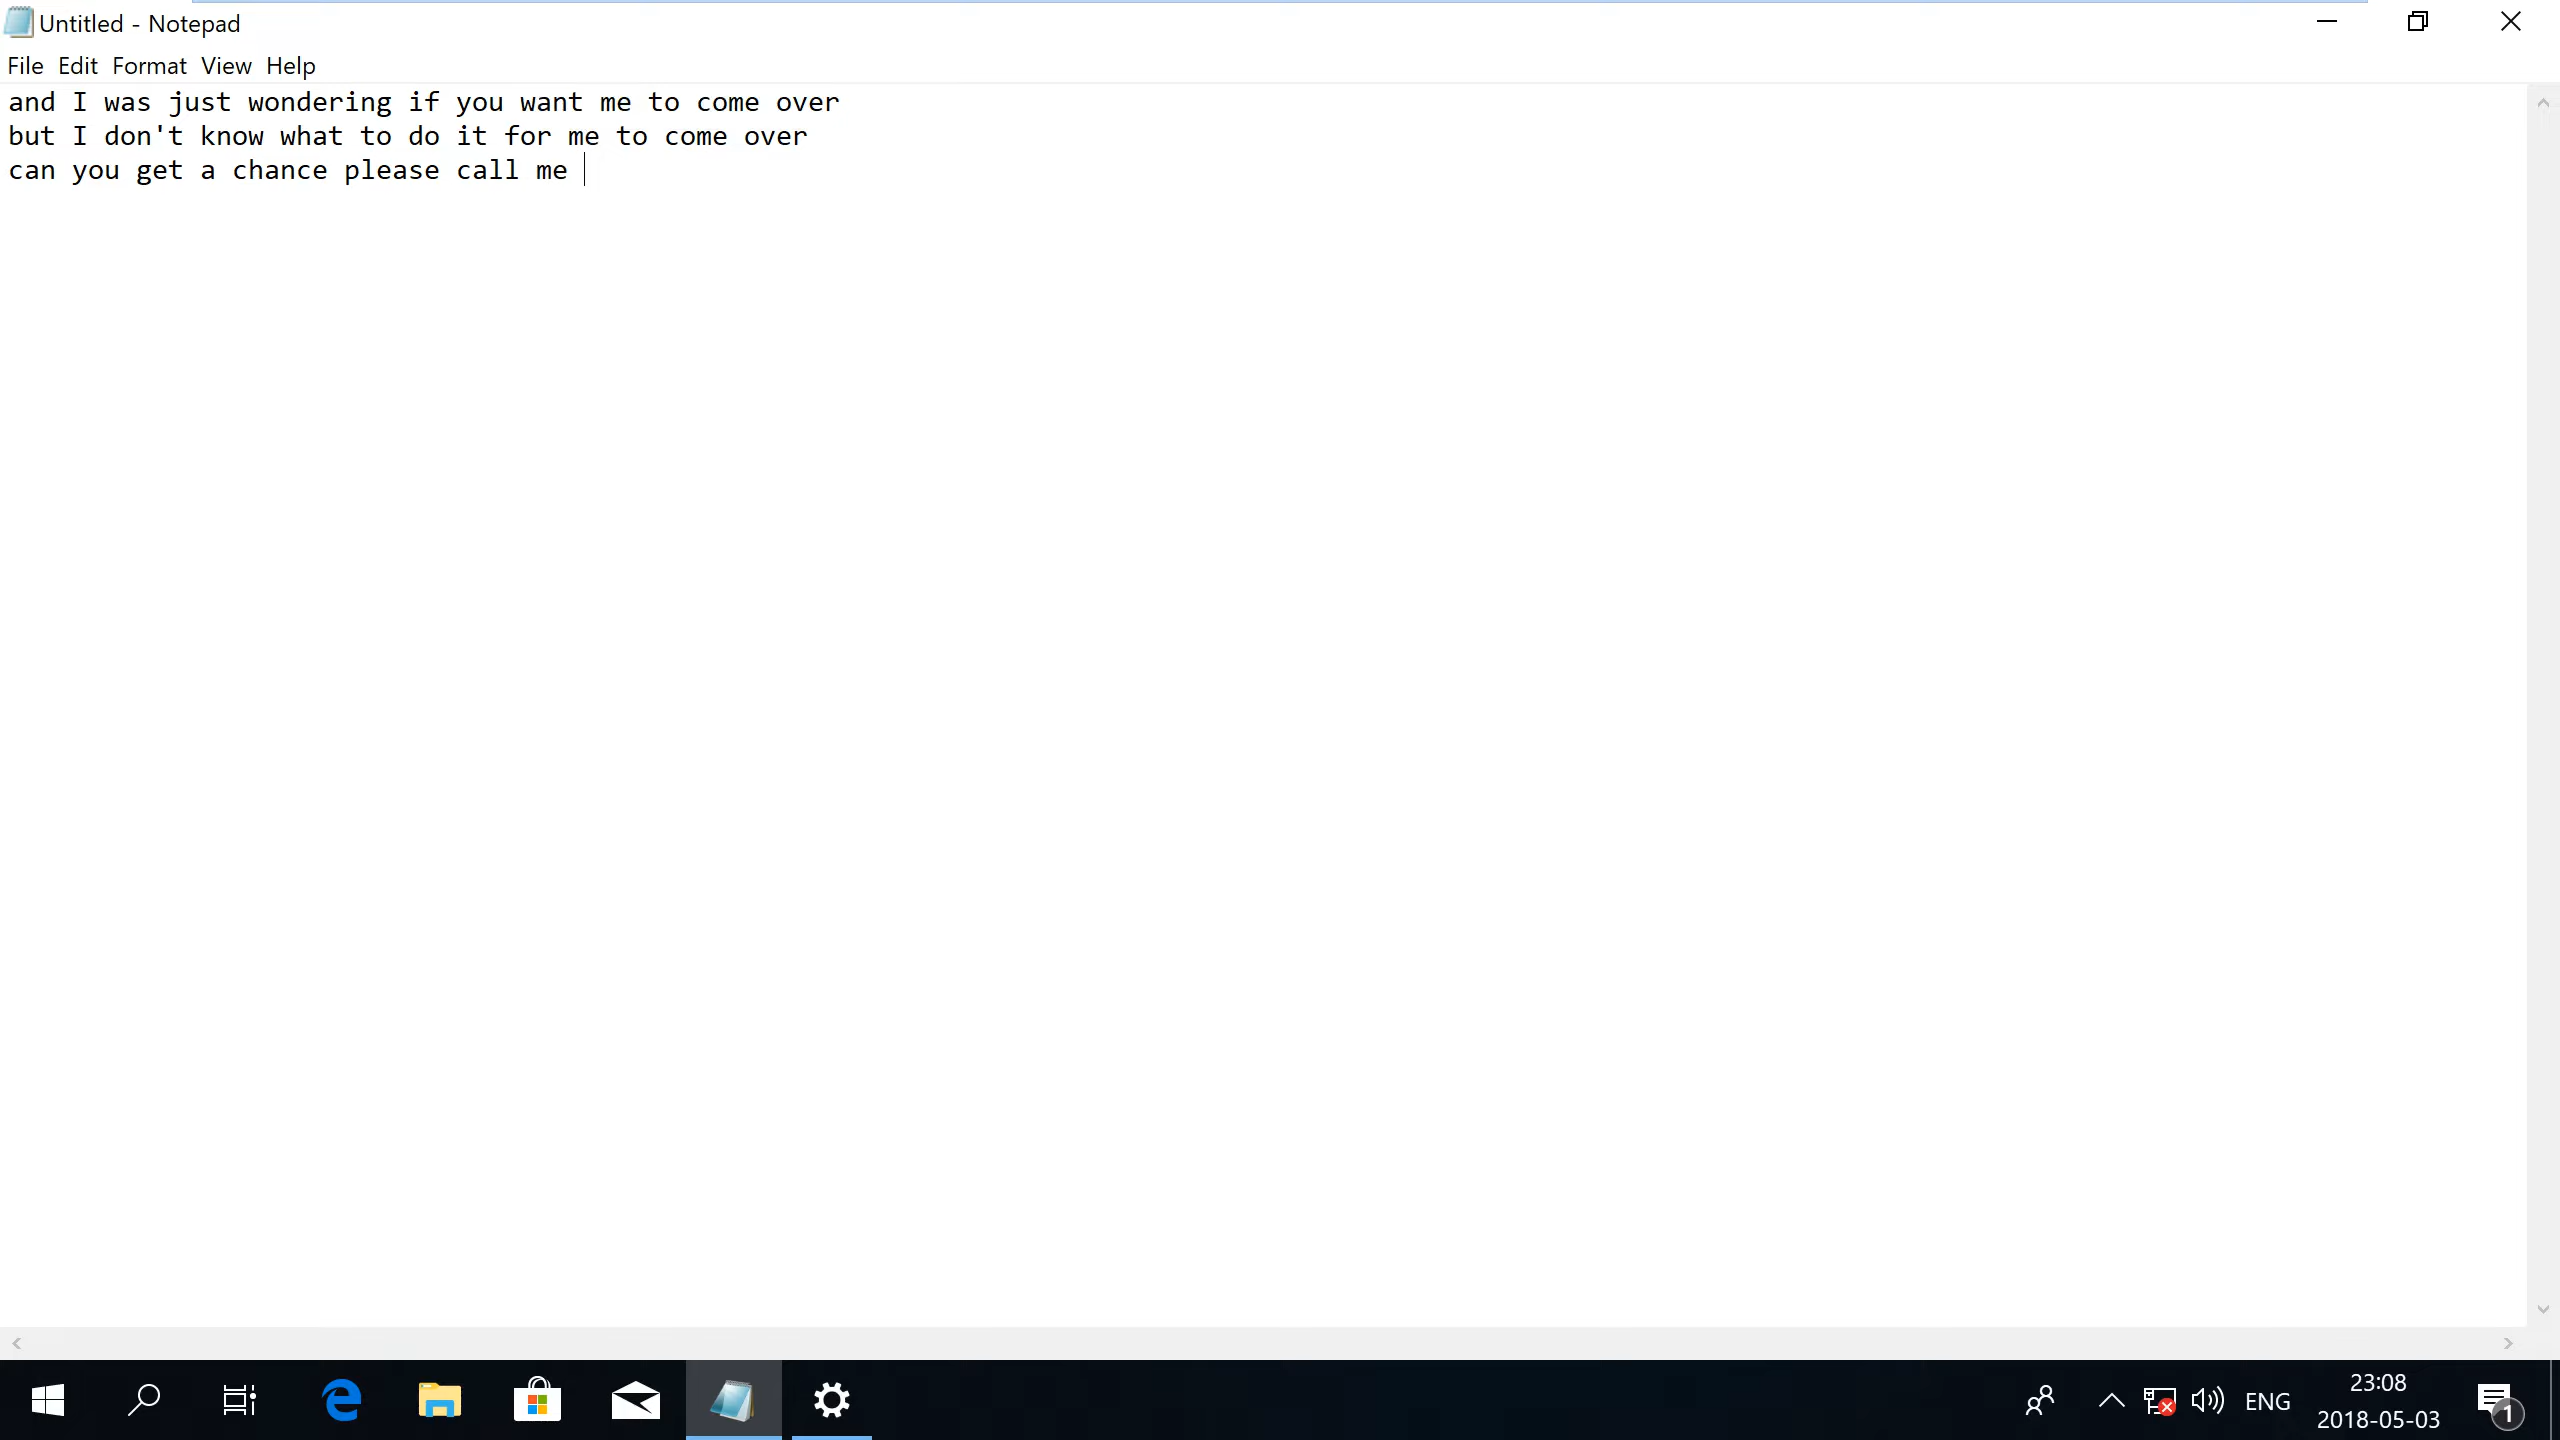 Untitled - Notepad
File Edit Format View Help
and I was just wondering if you want me to come over
but I don't know what to do it for me to come over
can you get a chance please call me
ENG
23:08
2018-05-03
1